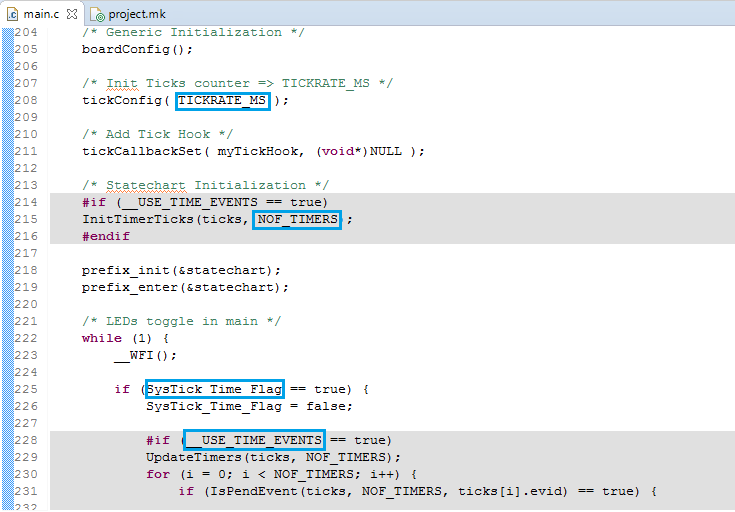 main.c project.mk
204 /* Generic Initialization */
205 boardConfig();
206
207 /* Init Ticks counter => TICKRATE_MS */
208 tickConfig( TICKRATE_MS );
209
210 /* Add Tick Hook */
211 tickCallbackSet( myTickHook, (void*)NULL );
212
213 /* Statechart Initialization */
214 #if (__USE_TIME_EVENTS == true)
215 InitTimerTicks(ticks, NOF_TIMERS);
216 #endif
217
218 prefix_init(&statechart);
219 prefix_enter(&statechart);
220
221 /* LEDs toggle in main */
222 while (1) {
223 __WFI();
224
225 if (SysTick_Time_Flag == true) {
226 SysTick_Time_Flag = false;
227
228 #if (__USE_TIME_EVENTS == true)
229 UpdateTimers(ticks, NOF_TIMERS);
230 for (i = 0; i < NOF_TIMERS; i++) {
231 if (IsPendEvent(ticks, NOF_TIMERS, ticks[i].evid) == true) {
232